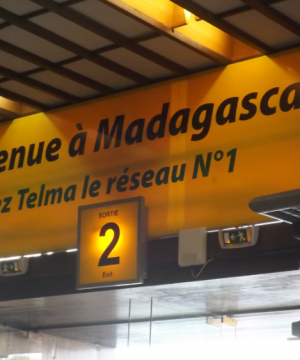 enue à Madagasca
ez Telma le réseau N°1
SORTIE
2
Exit